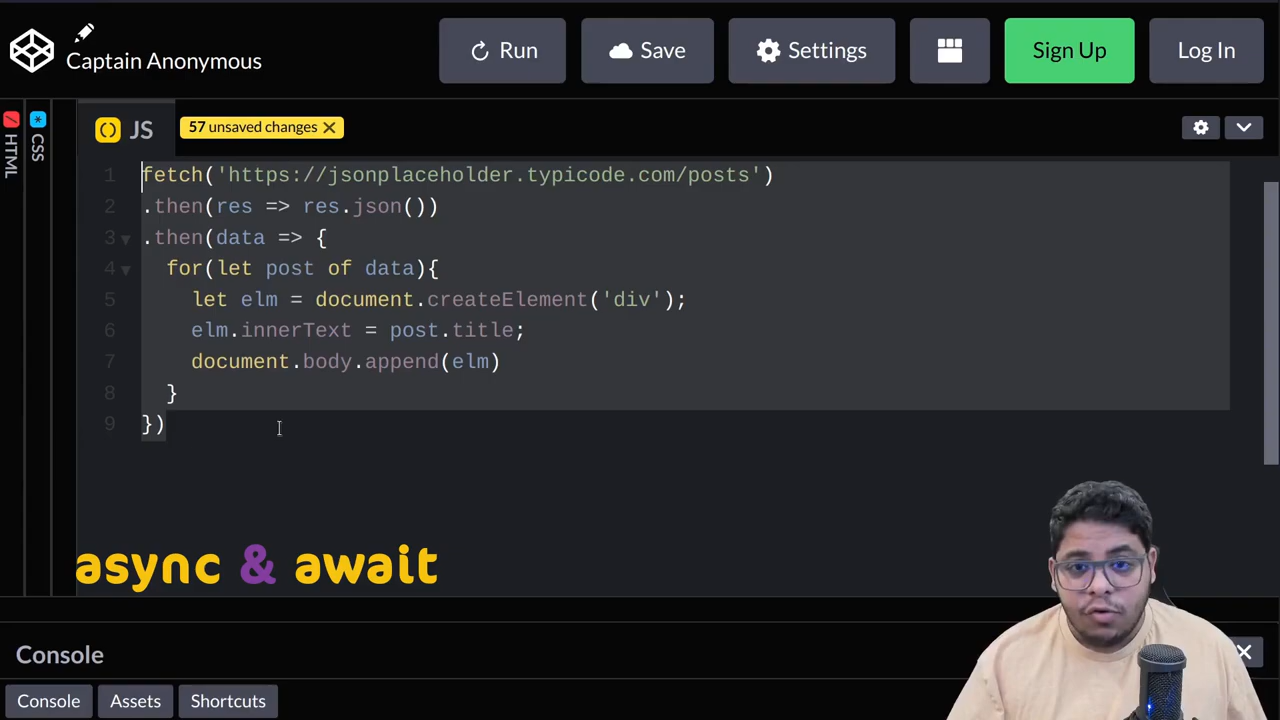 Captain Anonymous
Run
Save
Settings
Sign Up
Log In
HTML
CSS
JS
57 unsaved changes
1 fetch('https://jsonplaceholder.typicode.com/posts')
2 .then(res => res.json())
3 .then(data => {
4 for(let post of data){
5 let elm = document.createElement('div');
6 elm.innerText = post.title;
7 document.body.append(elm)
8 }
9 })
async & await
Console
Console
Assets
Shortcuts